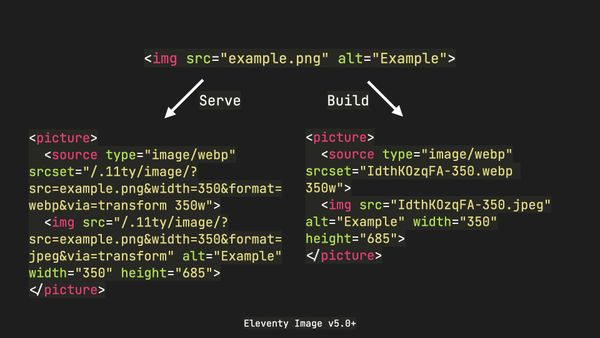 <img src="example.png" alt="Example">
Serve
Build
<picture>
<source type="image/webp"
srcset="/.11ty/image/?
src=example.png&width=350&format=
webp&via=transform 350w">
<img src="/.11ty/image/?
src=example.png&width=350&format=
jpeg&via=transform" alt="Example"
width="350" height="685">
</picture>
<picture>
<source type="image/webp"
srcset="IdthKOzqFA-350.webp
350w">
<img src="IdthKOzqFA-350.jpeg"
alt="Example" width="350"
height="685">
</picture>
Eleventy Image v5.0+